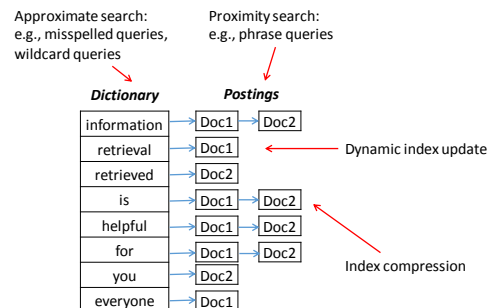 Approximate search:
e.g., misspelled queries,
wildcard queries
Proximity search:
e.g., phrase queries
Dictionary
Postings
information
Doc1
Doc2
retrieval
Doc1
Dynamic index update
retrieved
Doc2
is
Doc1
Doc2
helpful
Doc1
Doc2
for
Doc1
Doc2
Index compression
you
Doc2
everyone
Doc1